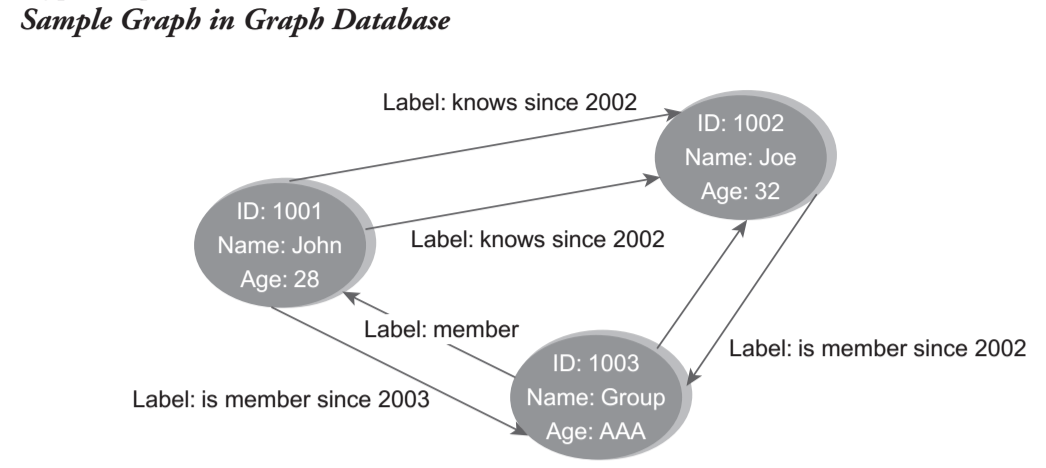 Sample Graph in Graph Database
Label: knows since 2002
ID: 1002
Name: Joe
Age: 32
ID: 1001
Name: John
Age: 28
Label: knows since 2002
Label: member
Label: is member since 2002
ID: 1003
Name: Group
Age: AAA
Label: is member since 2003